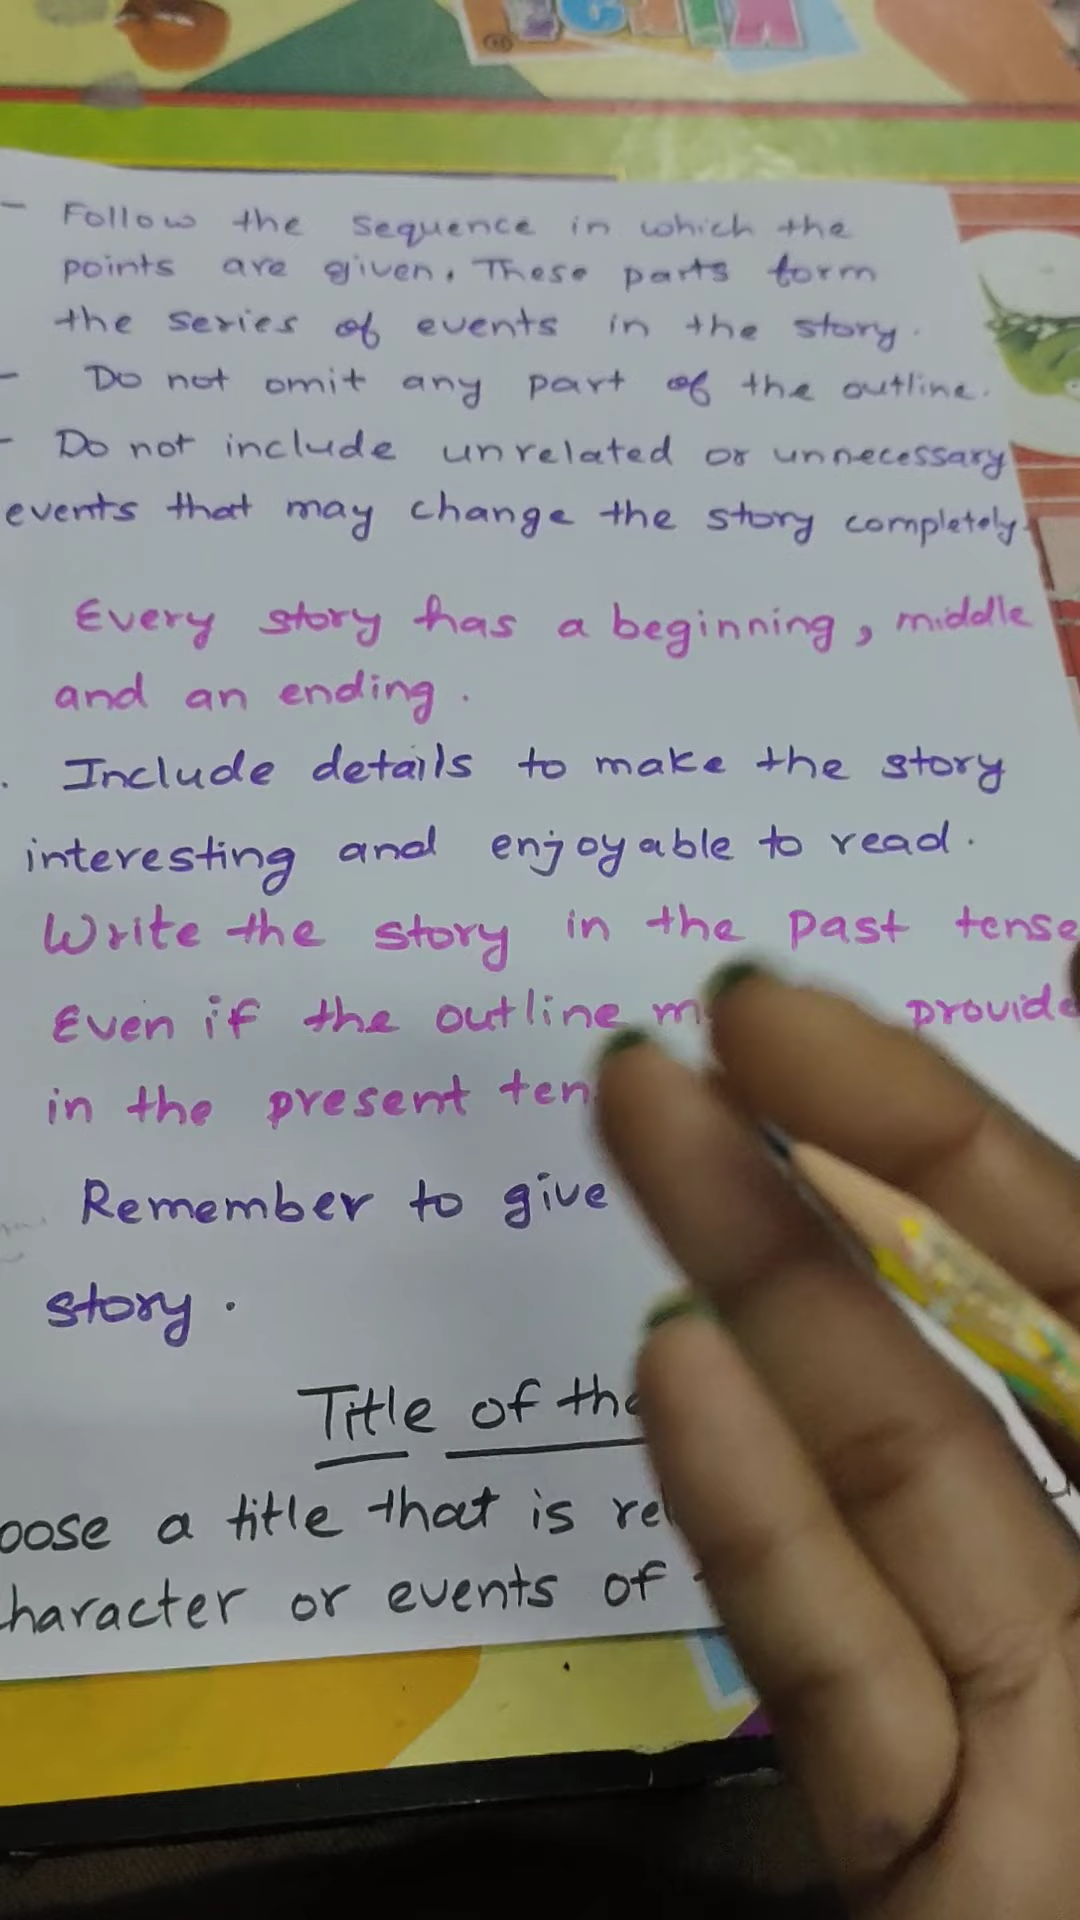 - Follow the sequence in which the
points are given. These parts form
the series of events in the story.
- Do not omit any part of the outline.
- Do not include unrelated or unnecessary
events that may change the story completely.
Every story has a beginning, middle
and an ending.
. Include details to make the story
interesting and enjoyable to read.
Write the story in the past tense
Even if the outline provide
in the present
Remember to give
story.
Title of the
a title that is
or events of